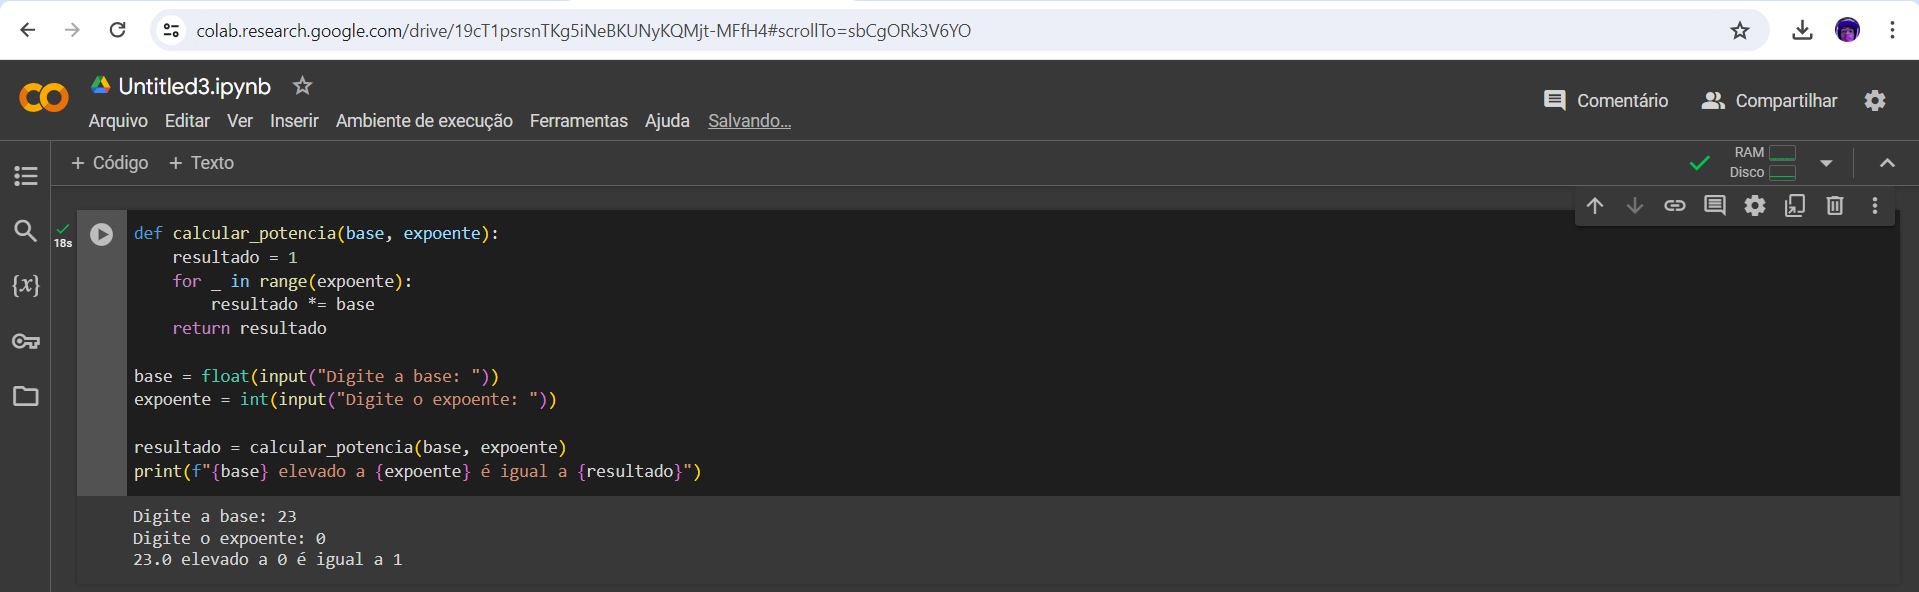 colab.research.google.com/drive/19cT1psrsnTKg5iNeBKUNyKQMjt-MFfH4#scrollTo=sbCgORk3V6YO
Untitled3.ipynb
Comentário Compartilhar
Arquivo Editar Ver Inserir Ambiente de execução Ferramentas Ajuda Salvando...
+ Código + Texto
RAM
Disco
18s
{x}
def calcular_potencia(base, expoente):
    resultado = 1
    for _ in range(expoente):
        resultado *= base
    return resultado
base = float(input("Digite a base: "))
expoente = int(input("Digite o expoente: "))
resultado = calcular_potencia(base, expoente)
print(f"{base} elevado a {expoente} é igual a {resultado}")
Digite a base: 23
Digite o expoente: 0
23.0 elevado a 0 é igual a 1